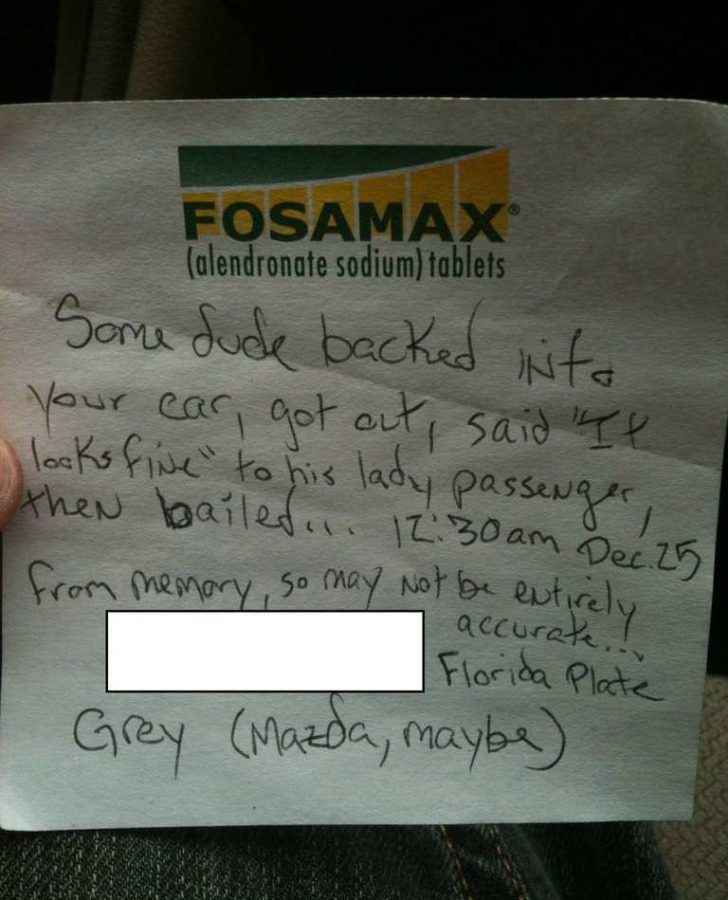 FOSAMAX®
(alendronate sodium) tablets
Some dude backed into
your car, got out, said "It
looks fine" to his lady passenger,
then bailed... 12:30am Dec. 25
From memory, so may not be entirely
accurate...
Florida Plate
Grey (Mazda, maybe)